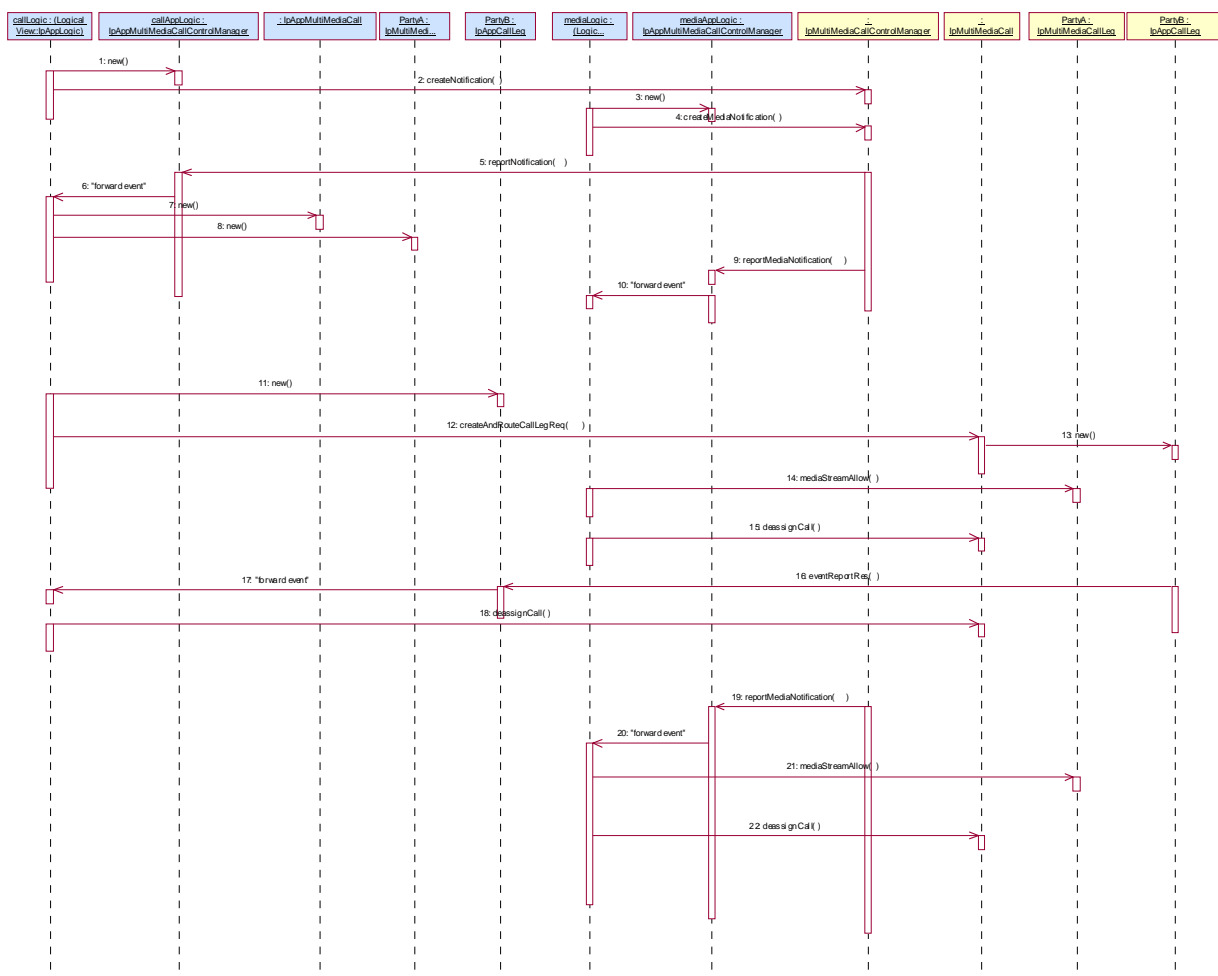 callLogic : (Logical
View::IpAppLogic)
callAppLogic :
IpAppMultiMediaCallControlManager
: IpAppMultiMediaCall
PartyA :
IpMultiMedi...
PartyB :
IpAppCallLeg
mediaLogic :
(Logic...
mediaAppLogic :
IpAppMultiMediaCallControlManager
:
IpMultiMediaCallControlManager
:
IpMultiMediaCall
PartyA :
IpMultiMediaCallLeg
PartyB :
IpAppCallLeg
1: new()
2: createNotification( )
3: new()
4: createMediaNotification( )
5: reportNotification( )
6: "forward event"
7: new()
8: new()
9: reportMediaNotification( )
10: "forward event"
11: new()
12: createAndRouteCallLegReq( )
13: new()
14: mediaStreamAllow( )
15: deassignCall( )
16: eventReportRes( )
17: "forward event"
18: deassignCall( )
19: reportMediaNotification( )
20: "forward event"
21: mediaStreamAllow( )
22: deassignCall( )